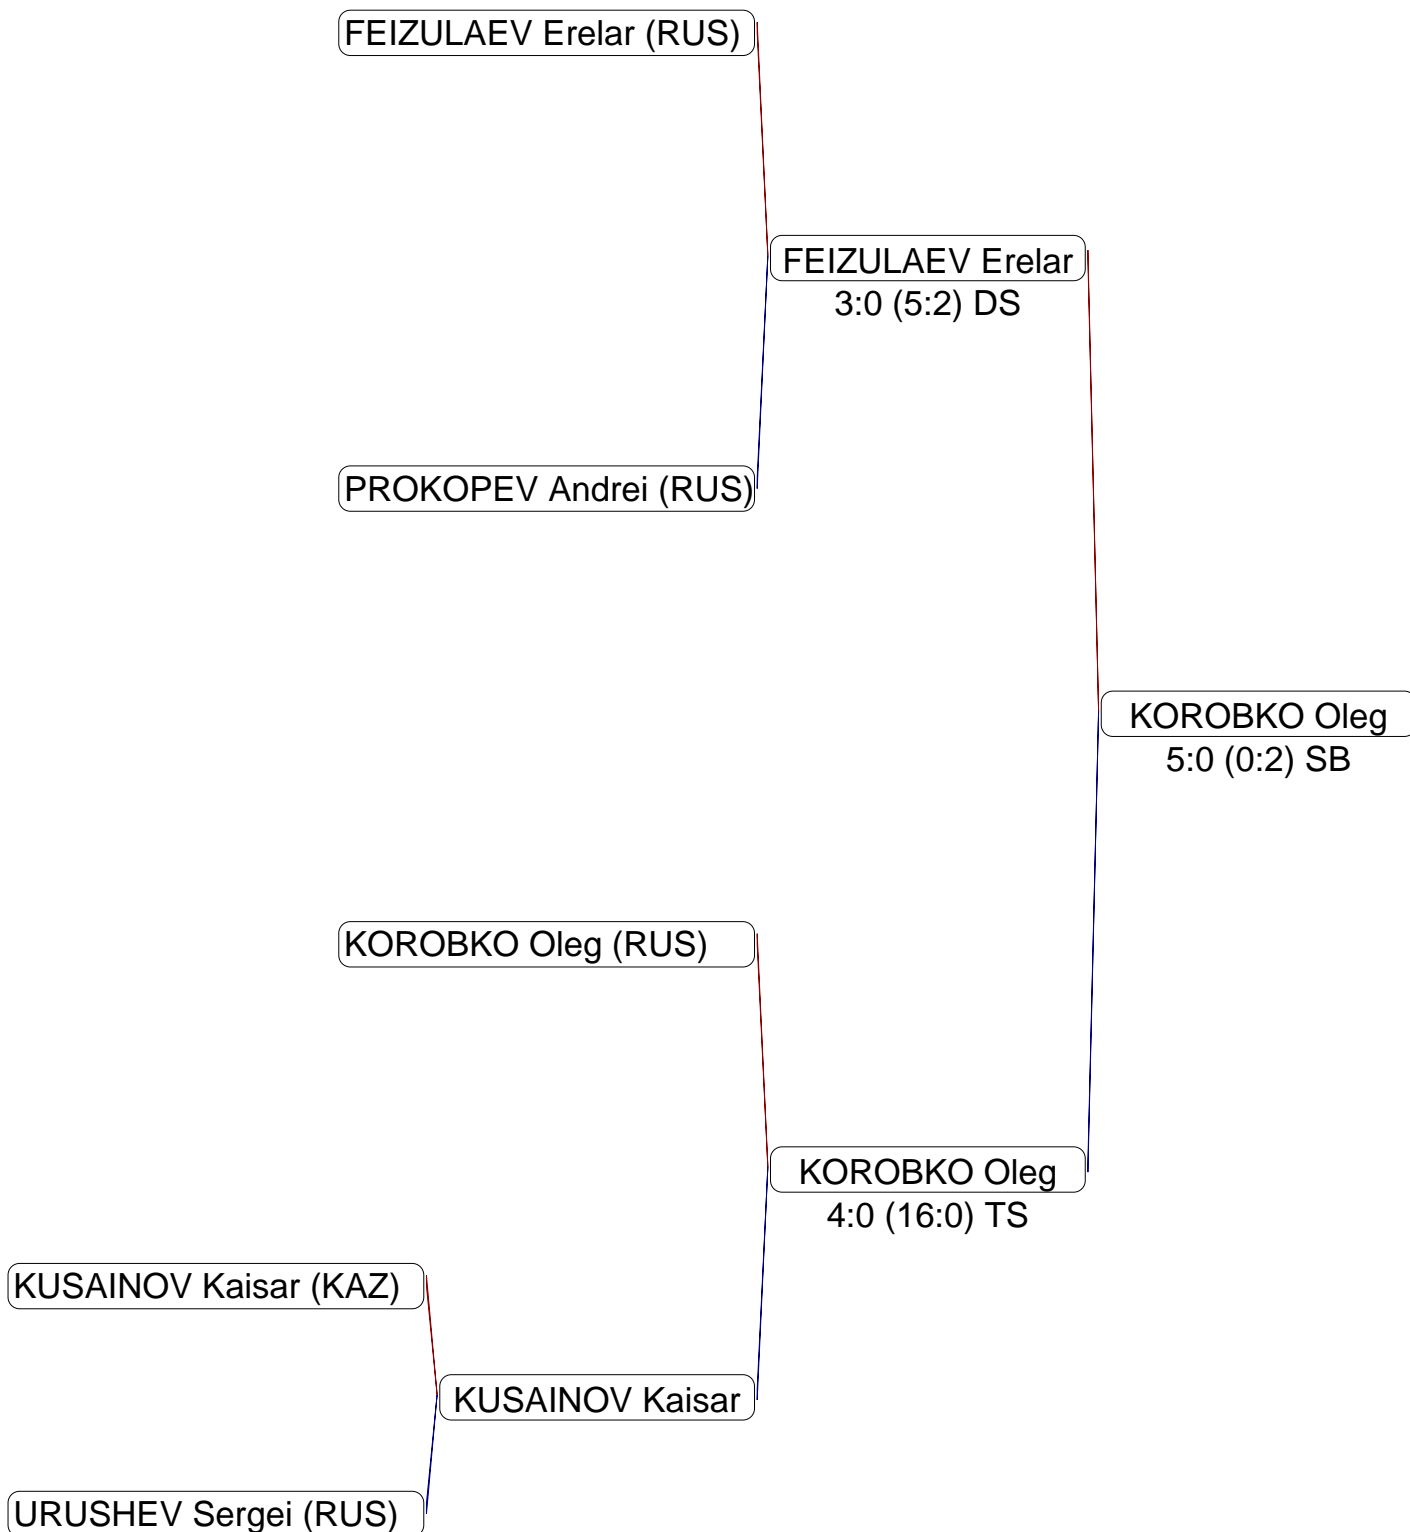 FEIZULAEV Erelar (RUS)
FEIZULAEV Erelar
3:0 (5:2) DS
PROKOPEV Andrei (RUS)
KOROBKO Oleg
5:0 (0:2) SB
KOROBKO Oleg (RUS)
KOROBKO Oleg
4:0 (16:0) TS
KUSAINOV Kaisar (KAZ)
KUSAINOV Kaisar
URUSHEV Sergei (RUS)